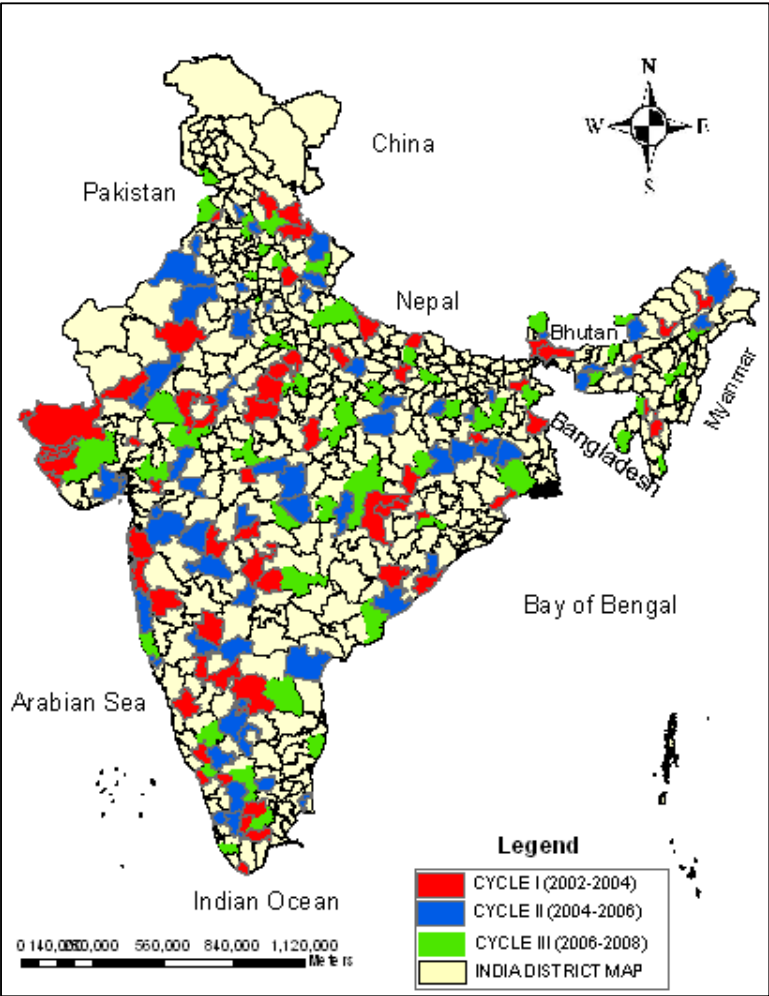 N
W E
S
China
Pakistan
Nepal
Bhutan
Myanmar
Bangladesh
Bay of Bengal
Arabian Sea
Indian Ocean
Legend
CYCLE I (2002-2004)
CYCLE II (2004-2006)
CYCLE III (2006-2008)
INDIA DISTRICT MAP
560,000 840,000 1,120,000
Meters